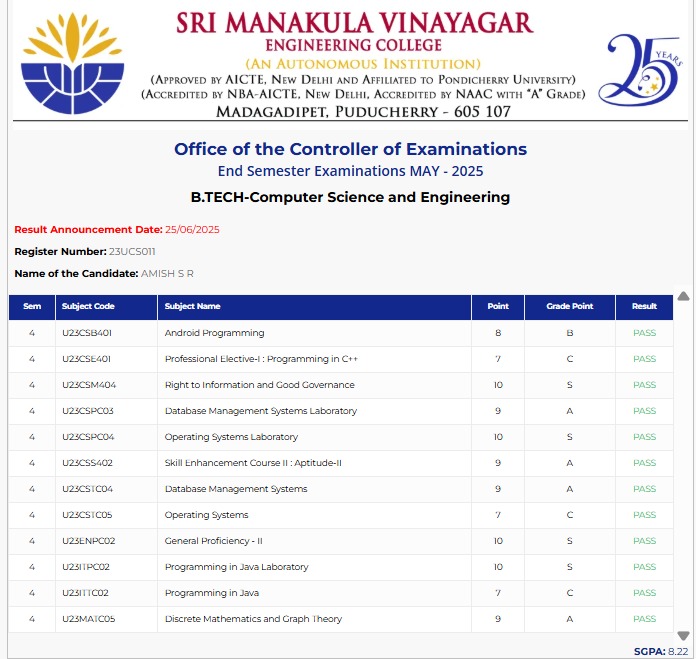 SRI MANAKULA VINAYAGAR
ENGINEERING COLLEGE
(AN AUTONOMOUS INSTITUTION)
(APPROVED BY AICTE, NEW DELHI AND AFFILIATED TO PONDICHERRY UNIVERSITY)
(ACCREDITED BY NBA-AICTE, NEW DELHI, ACCREDITED BY NAAC WITH "A" GRADE)
MADAGADIPET, PUDUCHERRY - 605 107
25 YEARS
Office of the Controller of Examinations
End Semester Examinations MAY - 2025
B.TECH-Computer Science and Engineering
Result Announcement Date: 25/06/2025
Register Number: 23UCS011
Name of the Candidate: AMISH S R
Sem Subject Code Subject Name Point Grade Point Result
4 U23CSB401 Android Programming 8 B PASS
4 U23CSE401 Professional Elective-I : Programming in C++ 7 C PASS
4 U23CSM404 Right to Information and Good Governance 10 S PASS
4 U23CSPC03 Database Management Systems Laboratory 9 A PASS
4 U23CSPC04 Operating Systems Laboratory 10 S PASS
4 U23CSS402 Skill Enhancement Course II : Aptitude-II 9 A PASS
4 U23CSTC04 Database Management Systems 9 A PASS
4 U23CSTC05 Operating Systems 7 C PASS
4 U23ENPC02 General Proficiency - II 10 S PASS
4 U23ITPC02 Programming in Java Laboratory 10 S PASS
4 U23ITTC02 Programming in Java 7 C PASS
4 U23MATC05 Discrete Mathematics and Graph Theory 9 A PASS
SGPA: 8.22